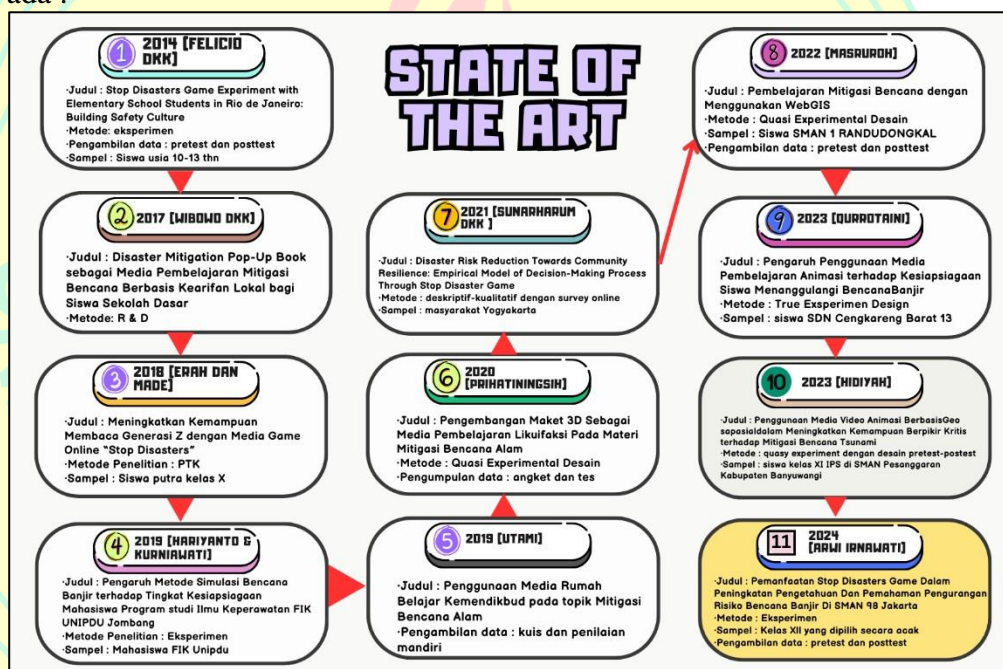 ada :
STATE OF
THE ART
1
2014 [FELICIO
DKK]
·Judul : Stop Disasters Game Experiment with
Elementary School Students in Rio de Janeiro:
Building Safety Culture
·Metode: eksperimen
·Pengambilan data : pretest dan posttest
·Sampel : Siswa usia 10-13 thn
2
2017 [WIBOWO DKK]
·Judul : Disaster Mitigation Pop-Up Book
sebagai Media Pembelajaran Mitigasi
Bencana Berbasis Kearifan Lokal bagi
Siswa Sekolah Dasar
·Metode: R & D
3
2018 [ERAH DAN
MADE]
·Judul : Meningkatkan Kemampuan
Membaca Generasi Z dengan Media Game
Online "Stop Disasters"
·Metode Penelitian : PTK
·Sampel : Siswa putra kelas X
4
2019 [HARIYANTO &
KURNIAWATI]
·Judul : Pengaruh Metode Simulasi Bencana
Banjir terhadap Tingkat Kesiapsiagaan
Mahasiswa Program studi Ilmu Keperawatan FIK
UNIPDU Jombang
·Metode Penelitian : Eksperimen
·Sampel : Mahasiswa FIK Unipdu
5
2019 [UTAMI]
·Judul : Penggunaan Media Rumah
Belajar Kemendikbud pada topik Mitigasi
Bencana Alam
·Pengambilan data : kuis dan penilaian
mandiri
6
2020
[PRIHATININGSIH]
·Judul : Pengembangan Maket 3D Sebagai
Media Pembelajaran Likuifaksi Pada Materi
Mitigasi Bencana Alam
·Metode : Quasi Experimental Desain
·Pengumpulan data : angket dan tes
7
2021 [SUNARHARUM
DKK ]
·Judul : Disaster Risk Reduction Towards Community
Resilience: Empirical Model of Decision-Making Process
Through Stop Disaster Game
·Metode : deskriptif-kualitatif dengan survey online
·Sampel : masyarakat Yogyakarta
8
2022 [MASRUROH]
·Judul : Pembelajaran Mitigasi Bencana dengan
Menggunakan WebGIS
·Metode : Quasi Experimental Desain
·Sampel : Siswa SMAN 1 RANDUDONGKAL
·Pengambilan data : pretest dan posttest
9
2023 [QURROTAINI]
·Judul : Pengaruh Penggunaan Media
Pembelajaran Animasi terhadap Kesiapsiagaan
Siswa Menanggulangi BencanaBanjir
·Metode : True Exsperimen Design
·Sampel : siswa SDN Cengkareng Barat 13
10
2023 [HIDIYAH]
·Judul : Penggunaan Media Video Animasi BerbasisGeo
sapasialdalam Meningkatkan Kemampuan Berpikir Kritis
terhadap Mitigasi Bencana Tsunami
·Metode : quasy experiment dengan desain pretest-postest
·Sampel : siswa kelas XI IPS di SMAN Pesanggaran
Kabupaten Banyuwangi
11
2024
[ARWI IRNAWATI]
·Judul : Pemanfaatan Stop Disasters Game Dalam
Peningkatan Pengetahuan Dan Pemahaman Pengurangan
Risiko Bencana Banjir Di SMAN 98 Jakarta
·Metode : Eksperimen
·Sampel : Kelas XII yang dipilih secara acak
·Pengambilan data : pretest dan posttest